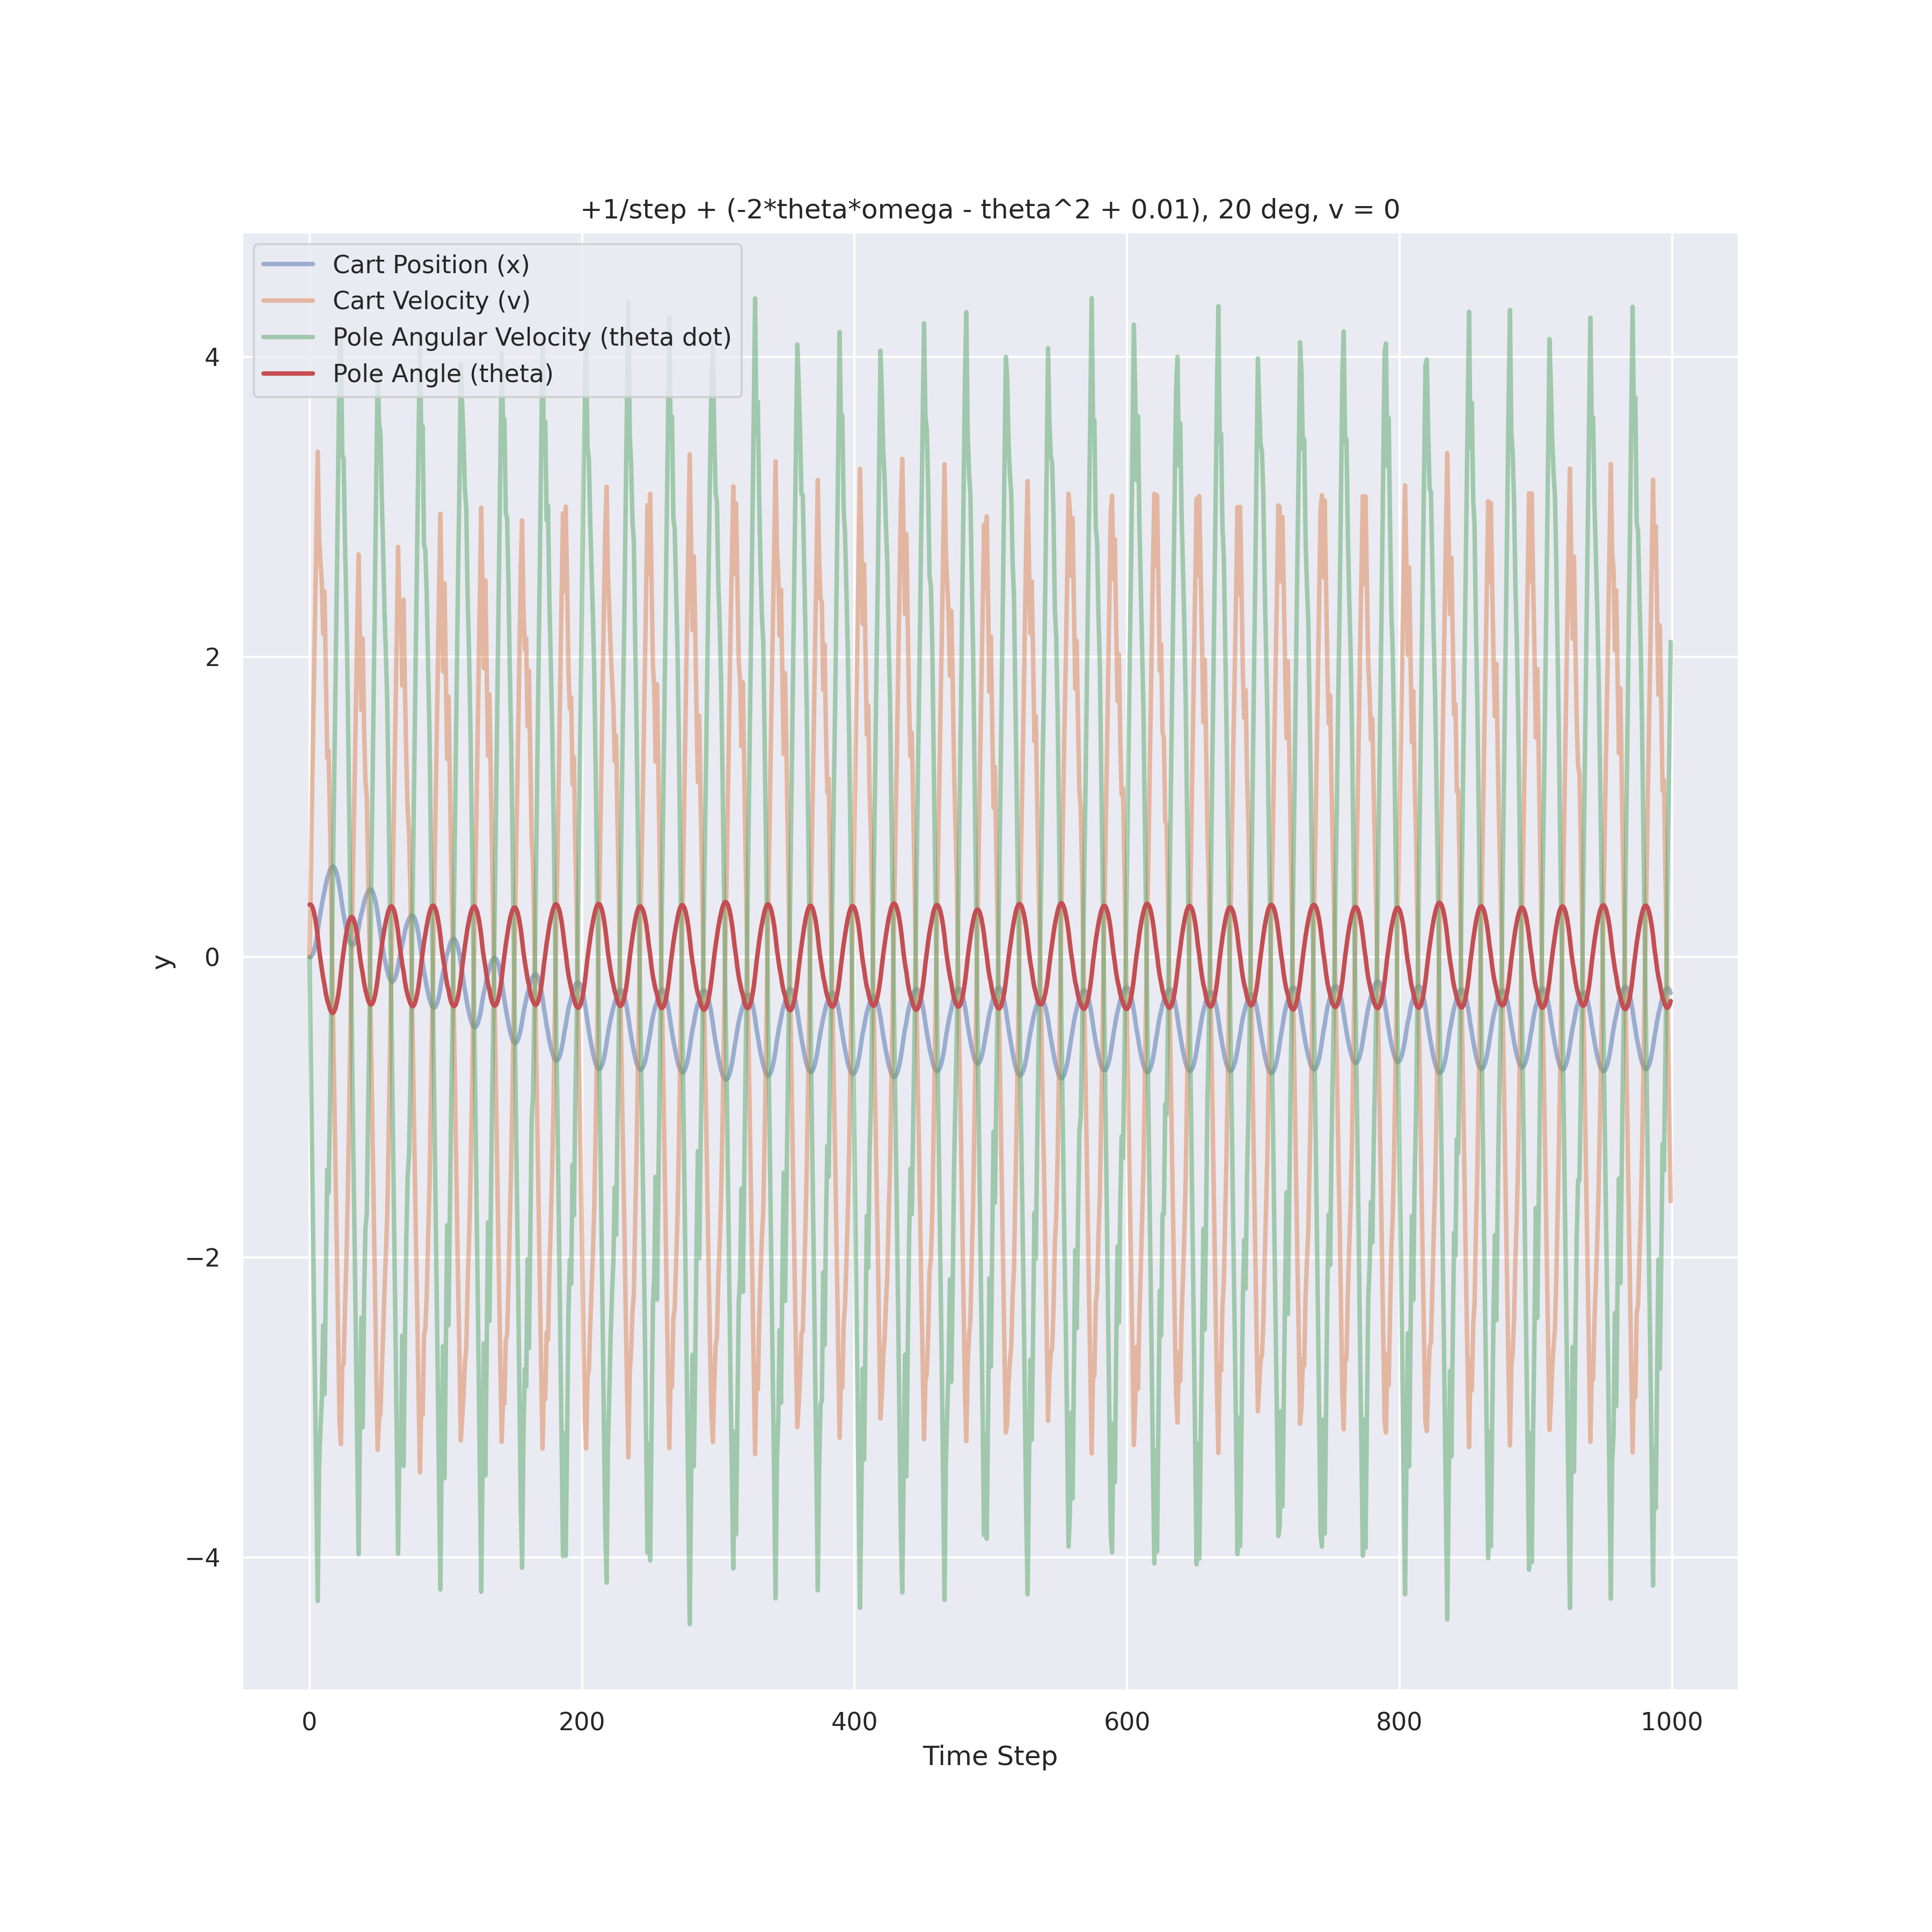 +1/step + (-2*theta*omega - theta^2 + 0.01), 20 deg, v = 0
Cart Position (x)
Cart Velocity (v)
Pole Angular Velocity (theta dot)
Pole Angle (theta)
4
2
0
−2
−4
y
0 200 400 600 800 1000
Time Step